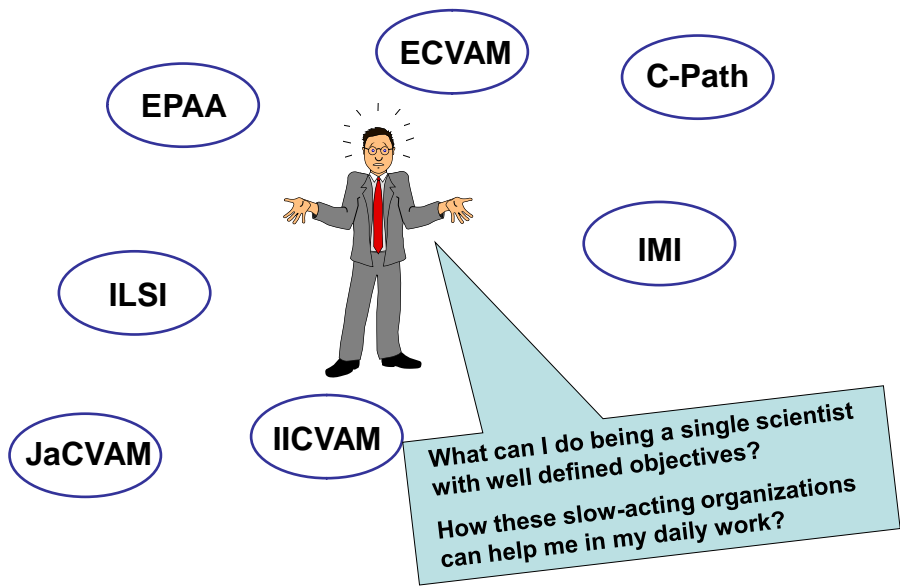 ECVAM
C-Path
EPAA
IMI
ILSI
IICVAM
JaCVAM
What can I do being a single scientist
with well defined objectives?
How these slow-acting organizations
can help me in my daily work?